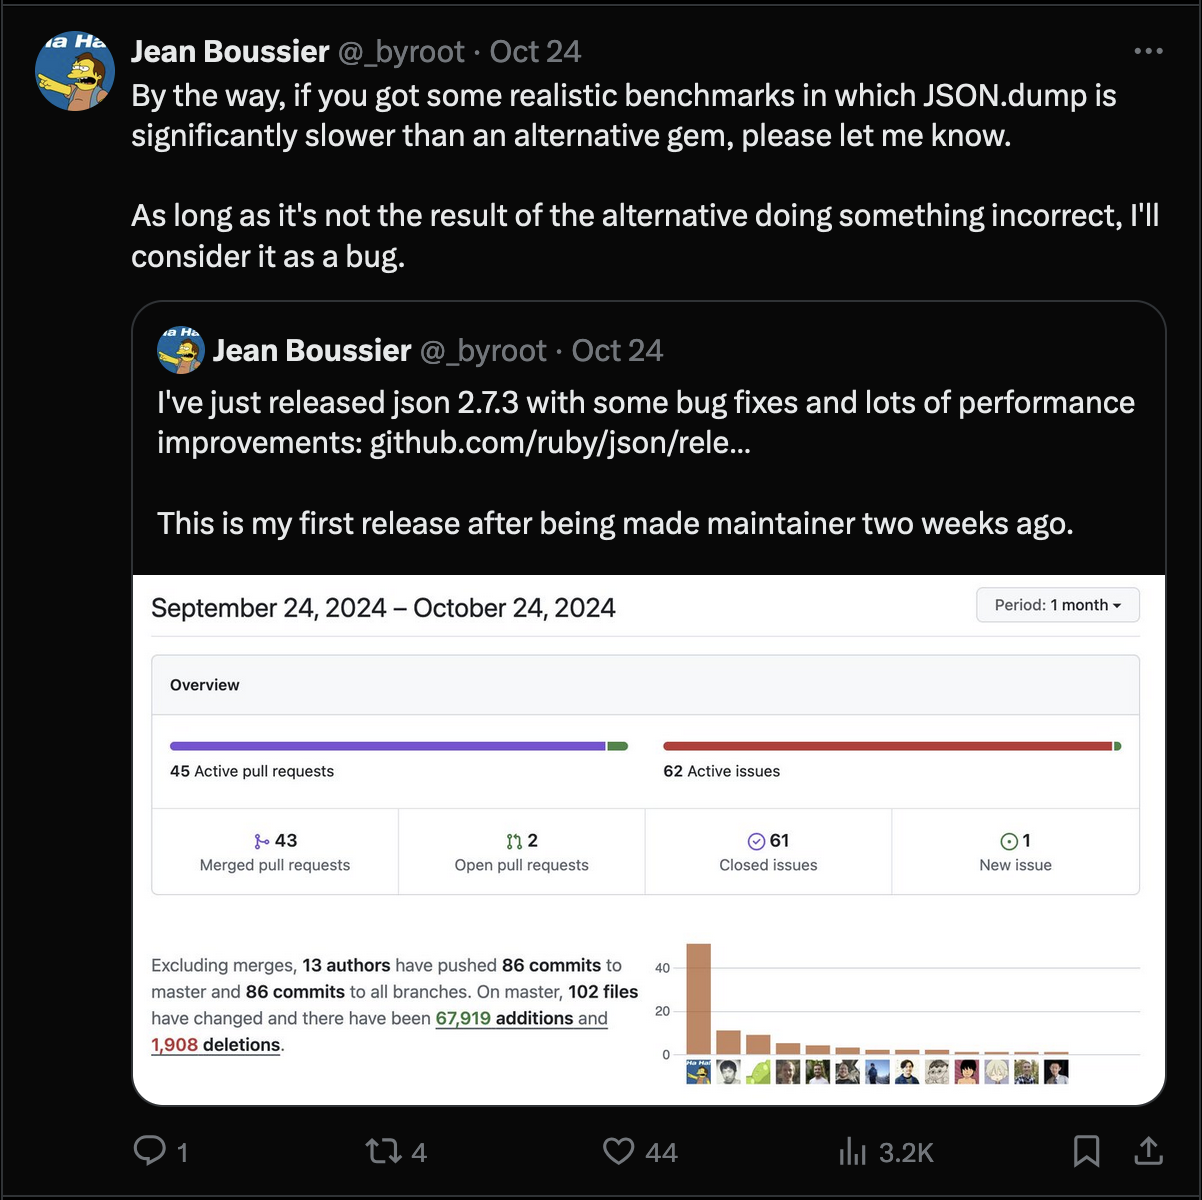 Jean Boussier @_byroot · Oct 24
By the way, if you got some realistic benchmarks in which JSON.dump is
significantly slower than an alternative gem, please let me know.
As long as it's not the result of the alternative doing something incorrect, I'll
consider it as a bug.
Jean Boussier @_byroot · Oct 24
I've just released json 2.7.3 with some bug fixes and lots of performance
improvements: github.com/ruby/json/rele...
This is my first release after being made maintainer two weeks ago.
September 24, 2024 – October 24, 2024
Period: 1 month
Overview
45 Active pull requests
62 Active issues
43
Merged pull requests
2
Open pull requests
61
Closed issues
1
New issue
Excluding merges, 13 authors have pushed 86 commits to
master and 86 commits to all branches. On master, 102 files
have changed and there have been 67,919 additions and
1,908 deletions.
40
20
0
1
4
44
3.2K